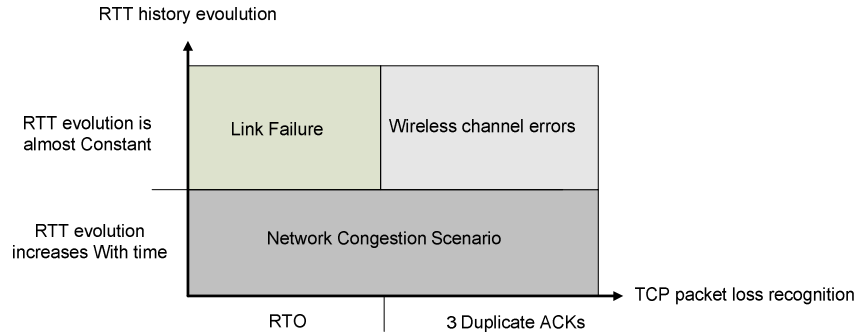 RTT history evoulution
RTT evolution is
almost Constant
Link Failure
Wireless channel errors
RTT evolution
increases With time
Network Congestion Scenario
TCP packet loss recognition
RTO
3 Duplicate ACKs